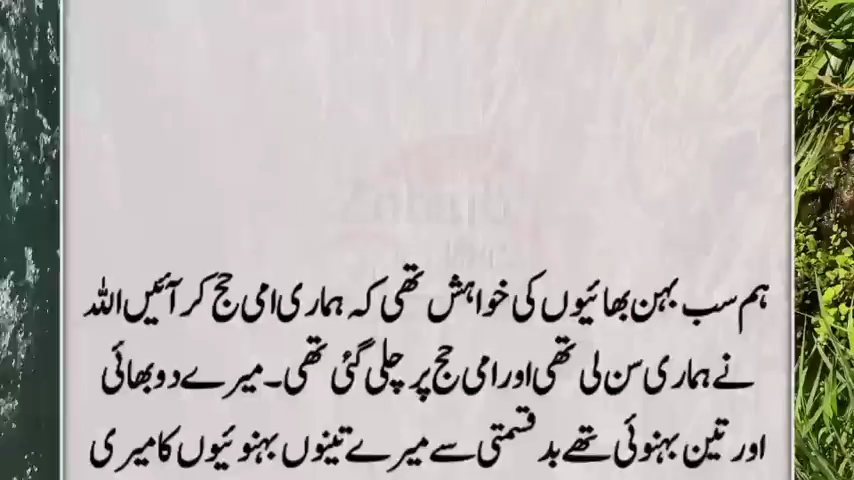 ہم سب بہن بھائیوں کی خواہش تھی کہ ہماری امی حج کر آئیں اللہ
نے ہماری سن لی تھی اور امی حج پر چلی گئی تھی۔ میرے دو بھائی
اور تین بہنوئی تھے بد قسمتی سے میرے تینوں بہنوئیوں کا میری